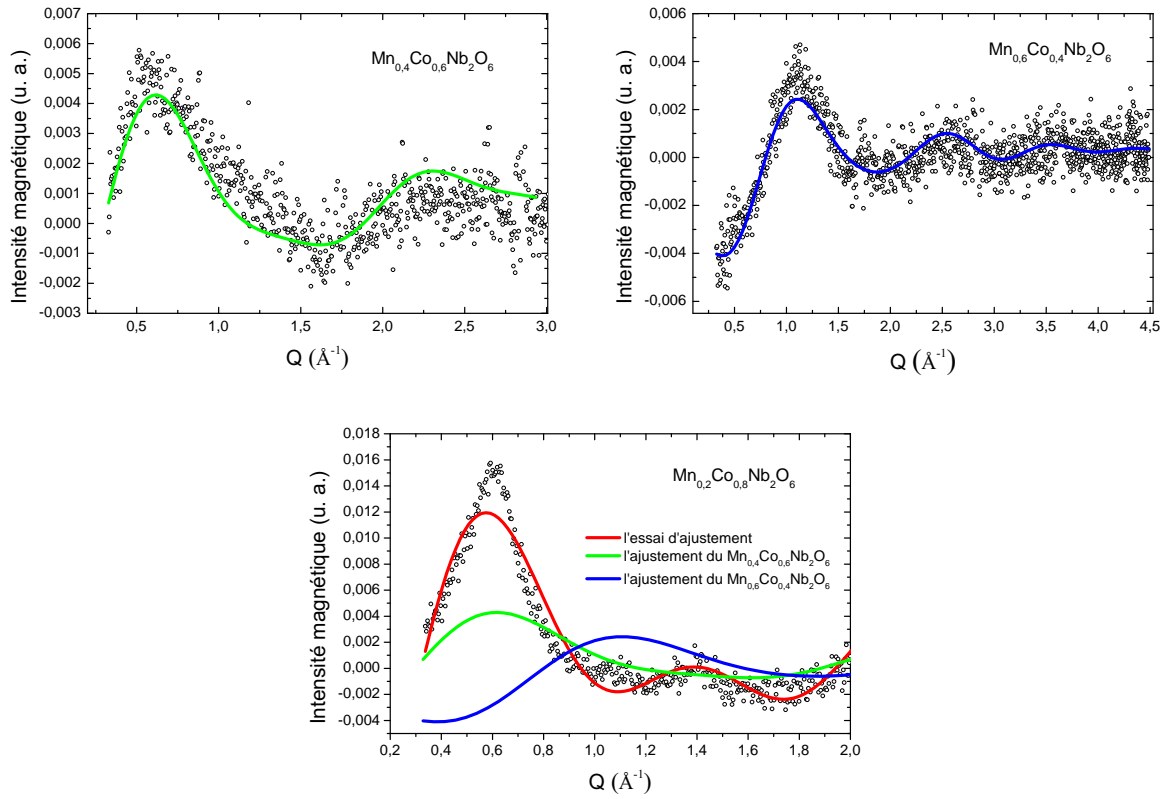 0,007
0,006
0,005
0,004
0,003
0,002
0,001
0,000
-0,001
-0,002
-0,003
Intensité magnétique (u. a.)
Mn0,4Co0,6Nb2O6
0,5 1,0 1,5 2,0 2,5 3,0
Q (Å-1)
0,006
0,004
0,002
0,000
-0,002
-0,004
-0,006
Intensité magnétique (u. a.)
Mn0,6Co0,4Nb2O6
0,5 1,0 1,5 2,0 2,5 3,0 3,5 4,0 4,5
Q (Å-1)
0,018
0,016
0,014
0,012
0,010
0,008
0,006
0,004
0,002
0,000
-0,002
-0,004
Intensité magnétique (u. a.)
Mn0,2Co0,8Nb2O6
l'essai d'ajustement
l'ajustement du Mn0,4Co0,6Nb2O6
l'ajustement du Mn0,6Co0,4Nb2O6
0,2 0,4 0,6 0,8 1,0 1,2 1,4 1,6 1,8 2,0
Q (Å-1)